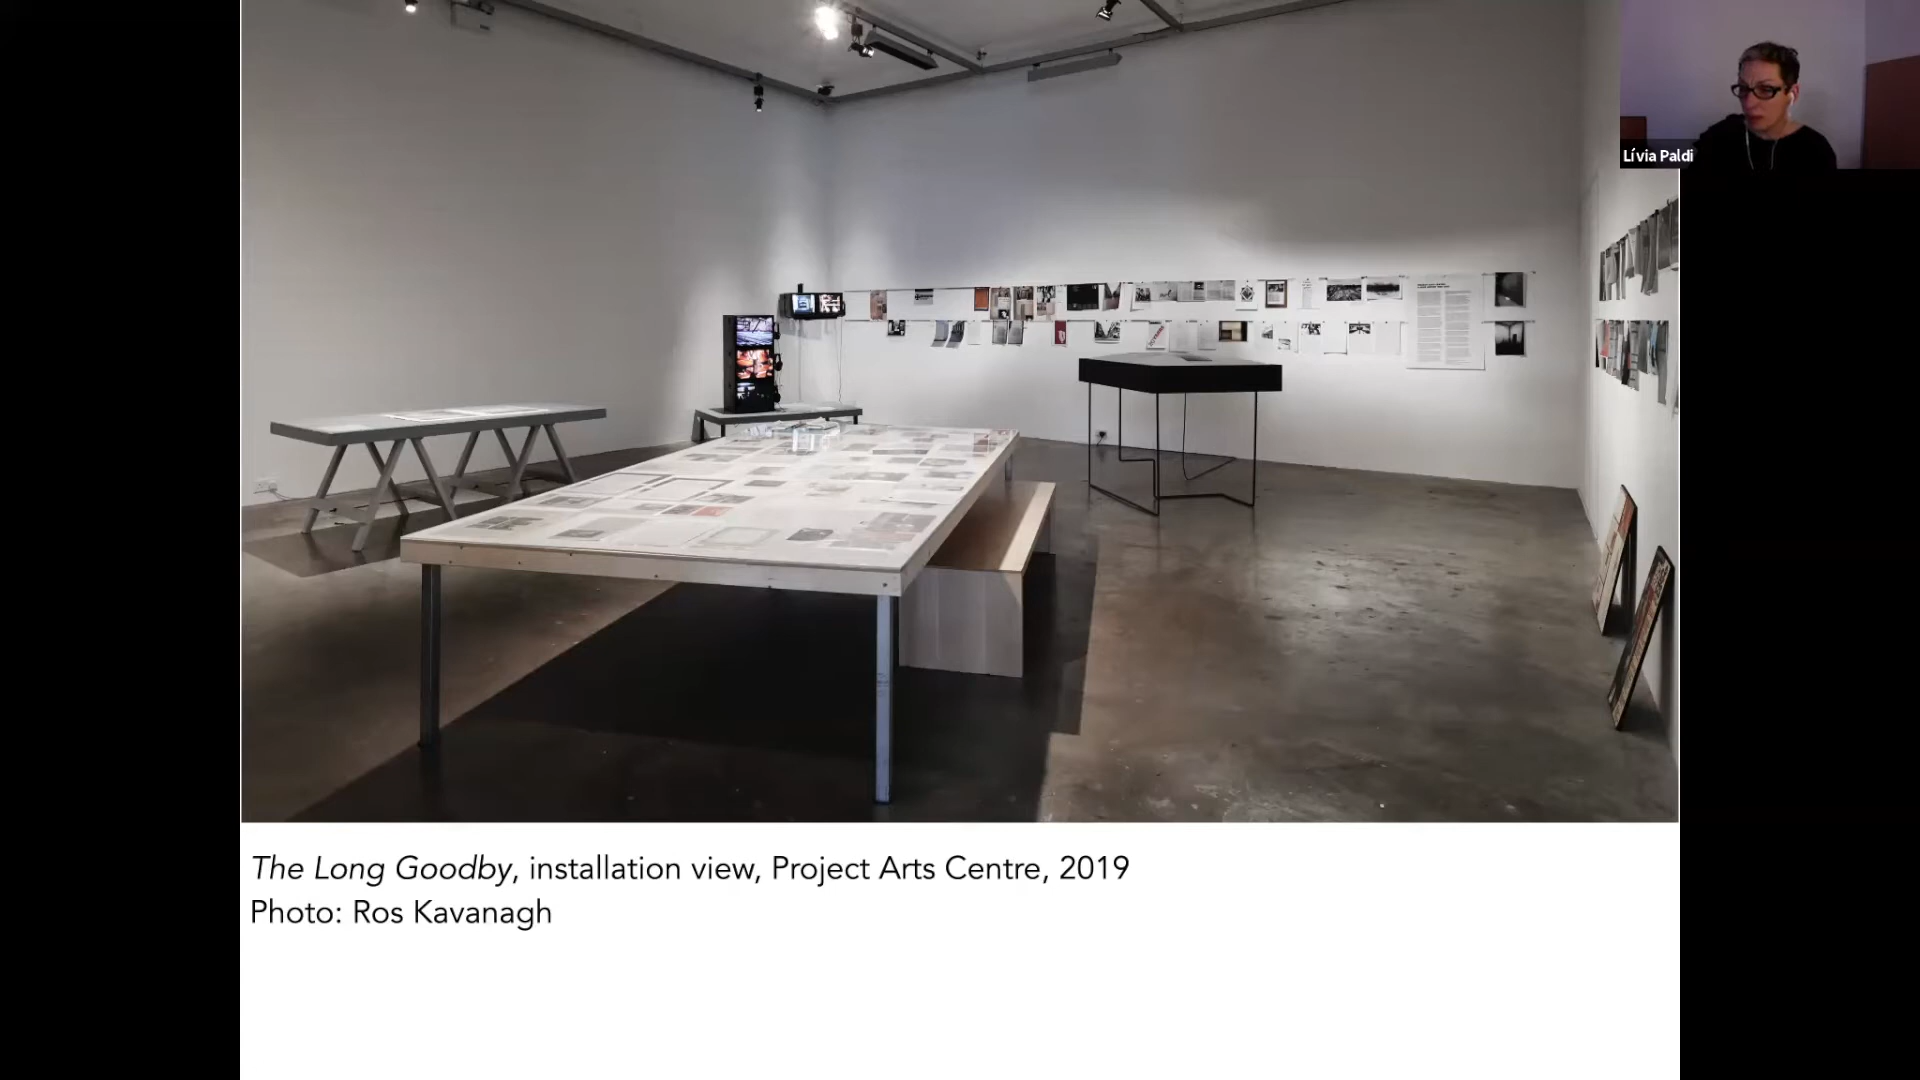 Lívia Paldi
The Long Goodby, installation view, Project Arts Centre, 2019
Photo: Ros Kavanagh